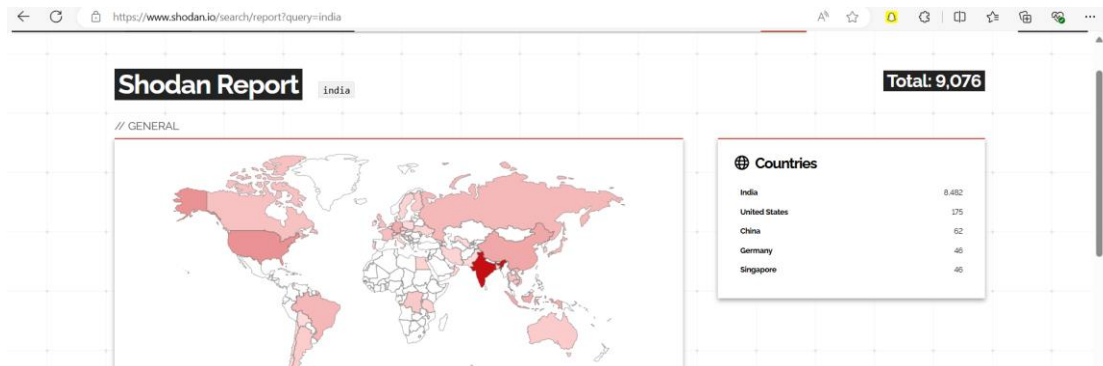 https://www.shodan.io/search/report?query=india
Shodan Report india
Total: 9,076
// GENERAL
Countries
India 8,482
United States 175
China 62
Germany 46
Singapore 46